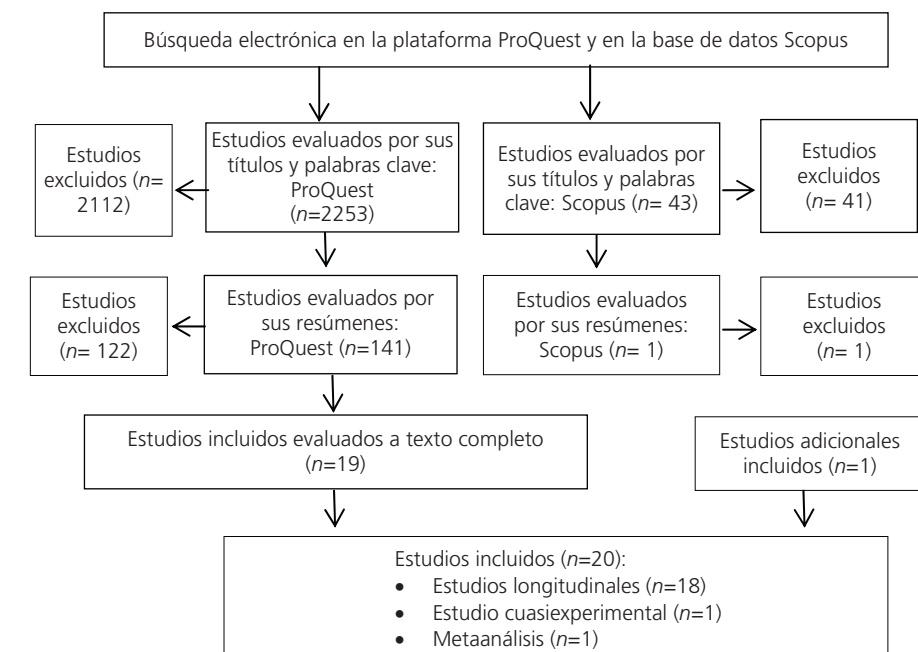 Búsqueda electrónica en la plataforma ProQuest y en la base de datos Scopus
Estudios
excluidos (n=
2112)
Estudios evaluados por sus
títulos y palabras clave:
ProQuest
(n=2253)
Estudios evaluados por
sus títulos y palabras
clave: Scopus (n= 43)
Estudios
excluidos
(n= 41)
Estudios
excluidos
(n= 122)
Estudios evaluados por
sus resúmenes:
ProQuest (n=141)
Estudios evaluados
por sus resúmenes:
Scopus (n= 1)
Estudios
excluidos
(n= 1)
Estudios incluidos evaluados a texto completo
(n=19)
Estudios adicionales
incluidos (n=1)
Estudios incluidos (n=20):
• Estudios longitudinales (n=18)
• Estudio cuasiexperimental (n=1)
• Metaanálisis (n=1)